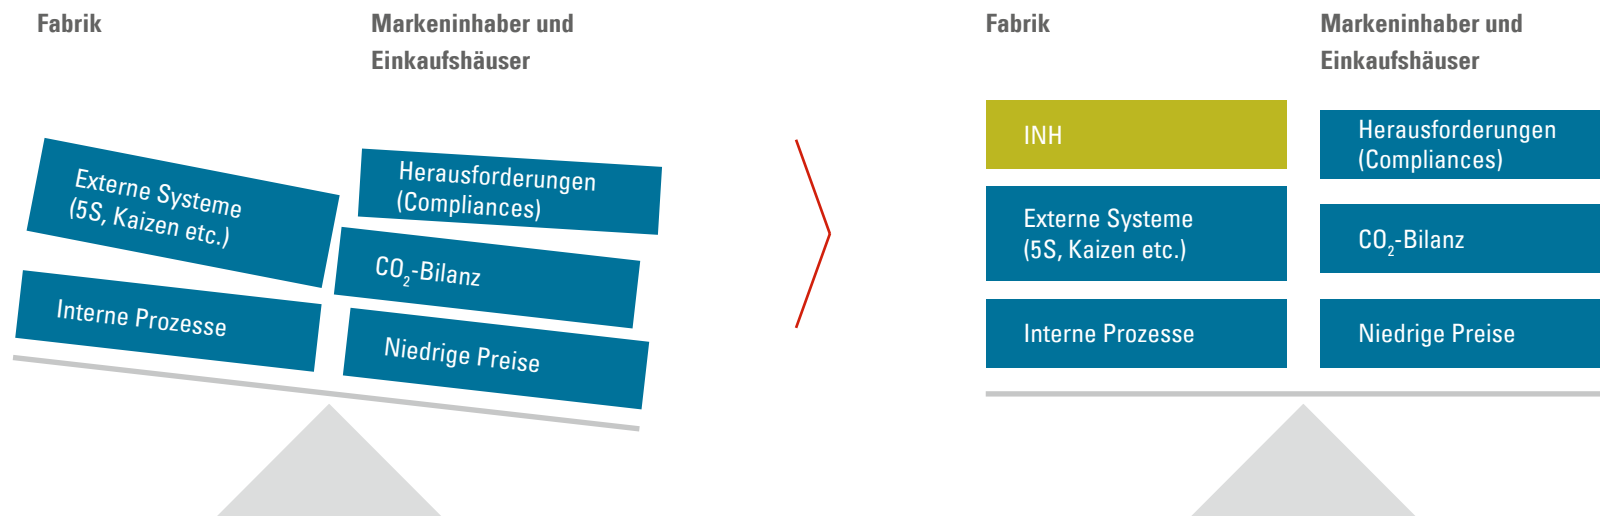 Fabrik
Markeninhaber und
Einkaufshäuser
Externe Systeme
(5S, Kaizen etc.)
Interne Prozesse
Herausforderungen
(Compliances)
CO₂-Bilanz
Niedrige Preise
Fabrik
Markeninhaber und
Einkaufshäuser
INH
Externe Systeme
(5S, Kaizen etc.)
Interne Prozesse
Herausforderungen
(Compliances)
CO₂-Bilanz
Niedrige Preise